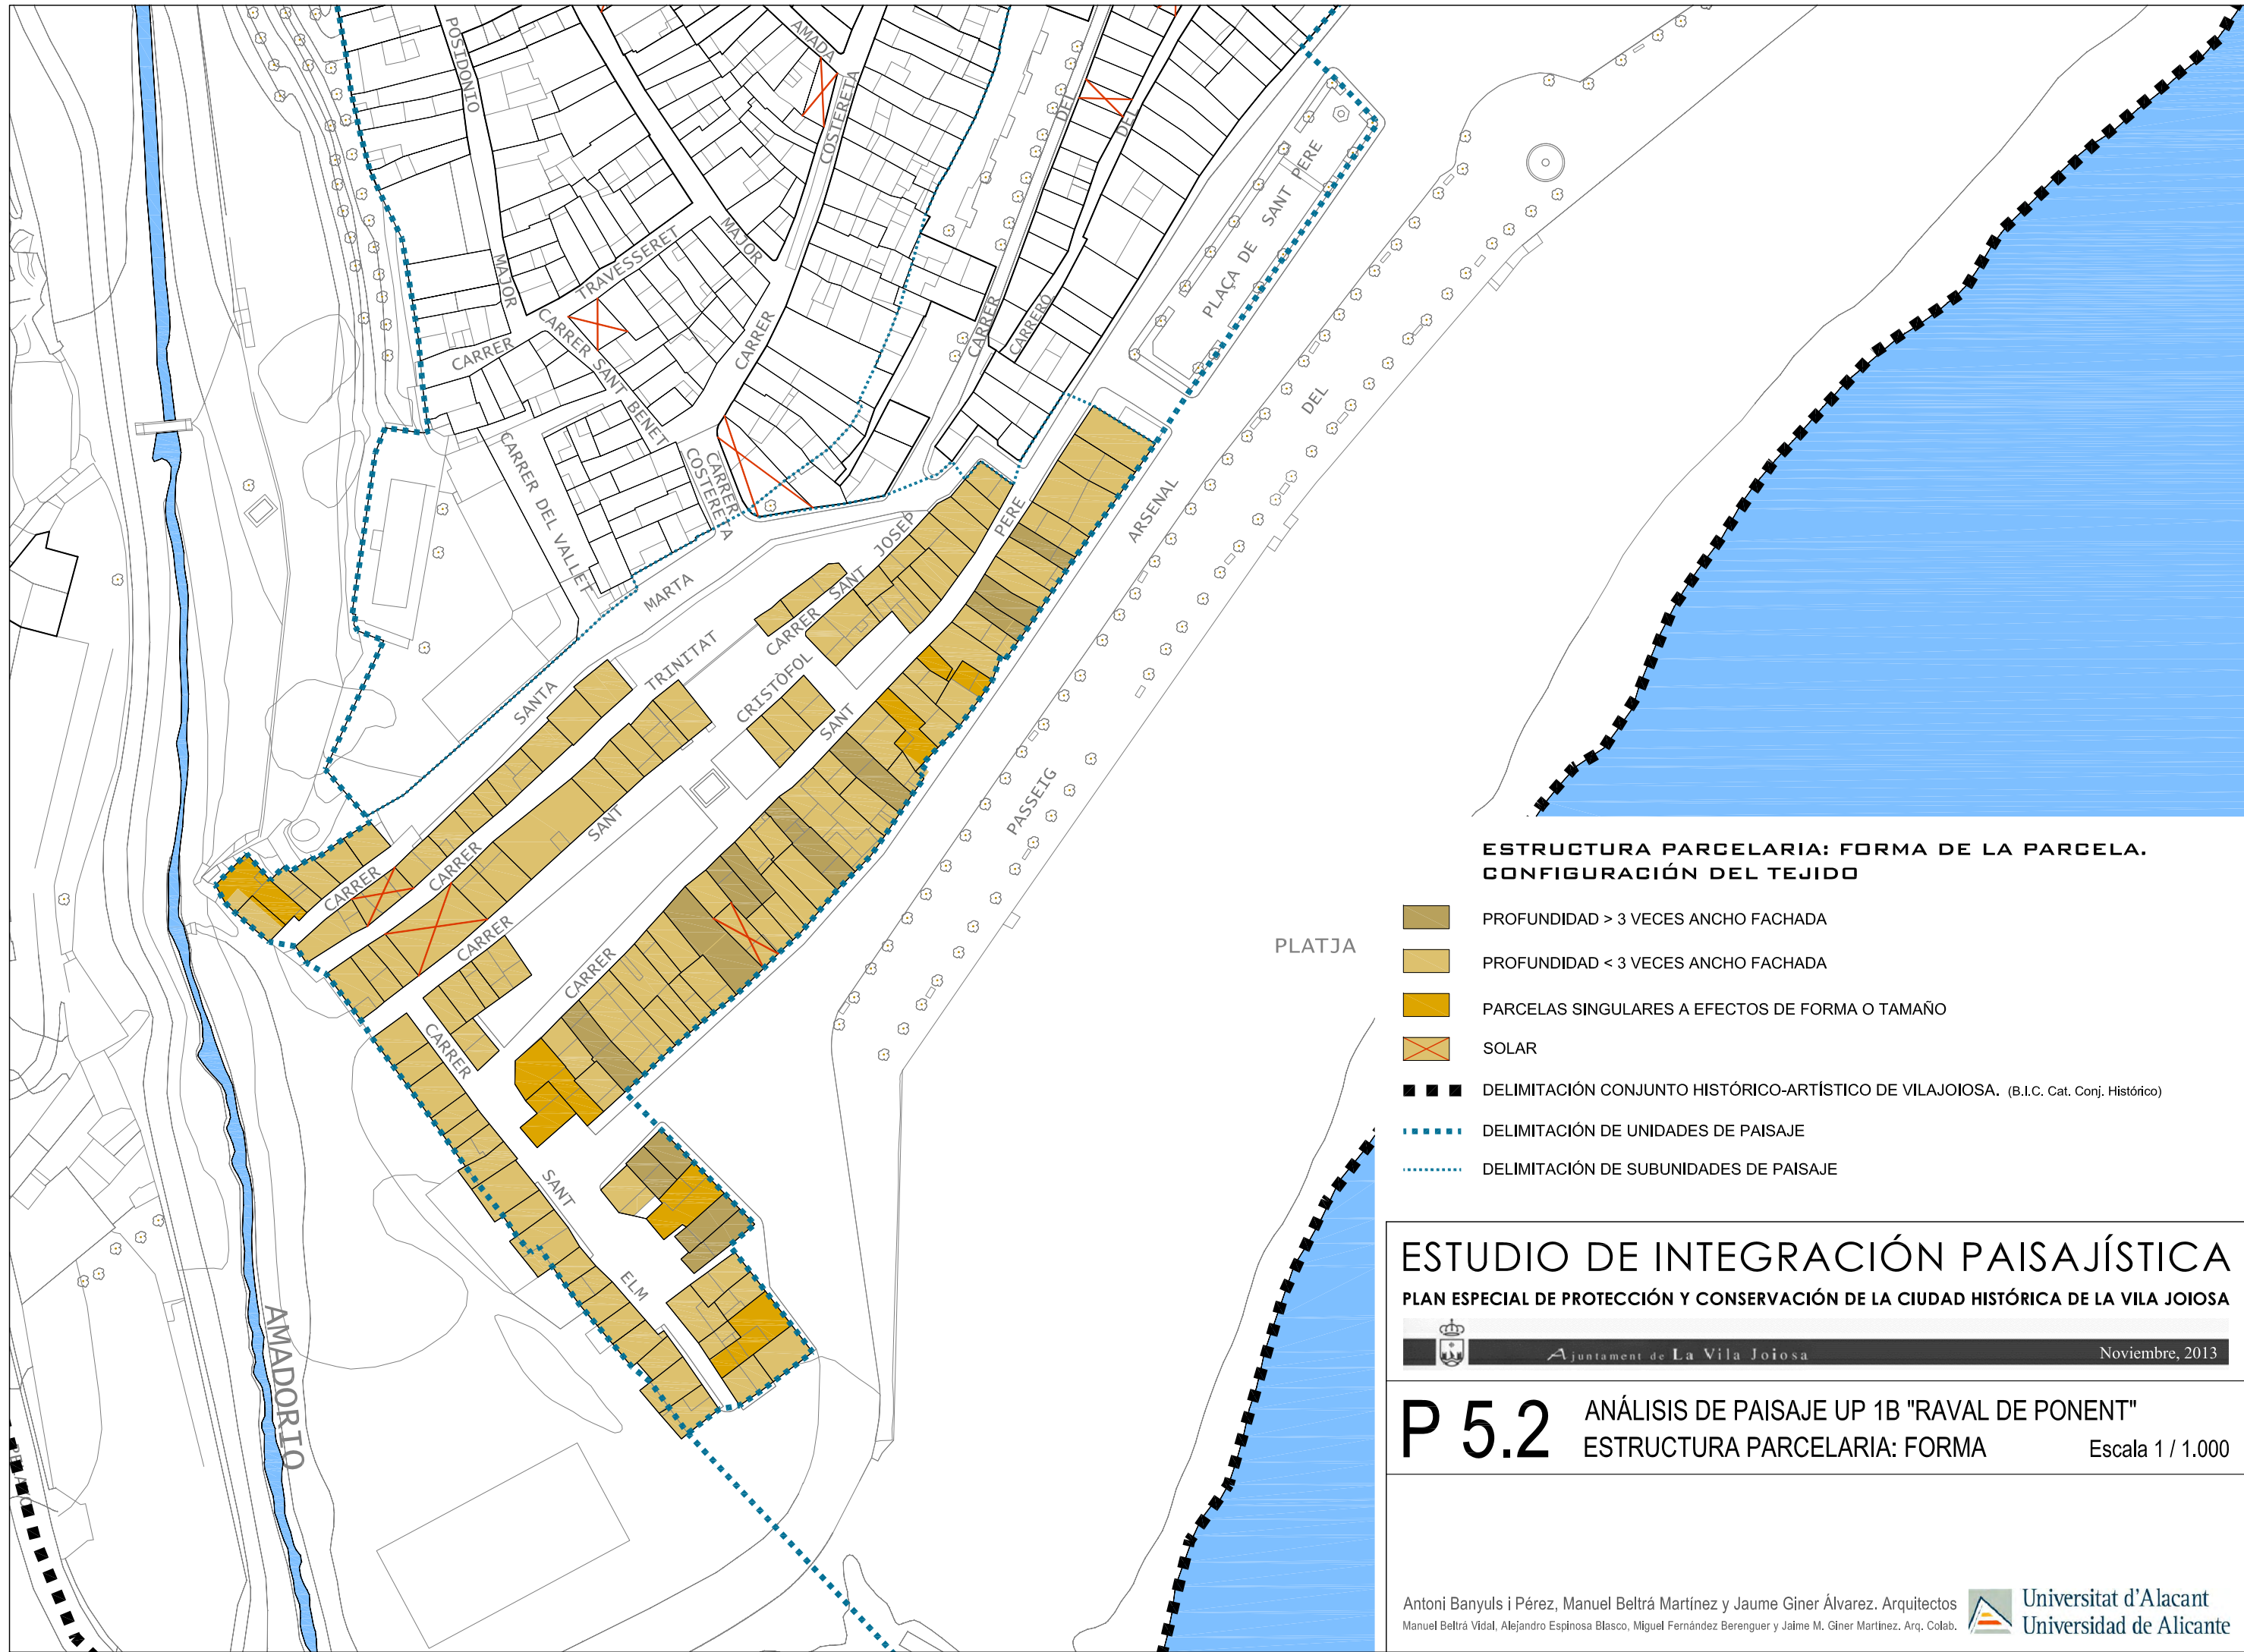 POSIDONIO
MAJOR
AMADA
COSTERETA
CARRER
MAJOR
TRAVESSERET
CARRER
CARRER SANT BENET
CARRER DEL VALLET
CARRER
COSTERETA
DEL
CARRER
DEL
CARRERO
PLAÇA DE SANT PERE
MARTA
SANTA
CARRER
TRINITAT
CARRER
CARRER SANT JOSEP
CRISTÒFOL
SANT
CARRER
PERE
SANT
CARRER
ARSENAL
DEL
PASSEIG
PLATJA
CARRER
SANT
ELM
AMADORIO
ESTRUCTURA PARCELARIA: FORMA DE LA PARCELA.
CONFIGURACIÓN DEL TEJIDO
PROFUNDIDAD > 3 VECES ANCHO FACHADA
PROFUNDIDAD < 3 VECES ANCHO FACHADA
PARCELAS SINGULARES A EFECTOS DE FORMA O TAMAÑO
SOLAR
DELIMITACIÓN CONJUNTO HISTÓRICO-ARTÍSTICO DE VILAJOIOSA. (B.I.C. Cat. Conj. Histórico)
DELIMITACIÓN DE UNIDADES DE PAISAJE
DELIMITACIÓN DE SUBUNIDADES DE PAISAJE
ESTUDIO DE INTEGRACIÓN PAISAJÍSTICA
PLAN ESPECIAL DE PROTECCIÓN Y CONSERVACIÓN DE LA CIUDAD HISTÓRICA DE LA VILA JOIOSA
Ajuntament de La Vila Joiosa
Noviembre, 2013
P 5.2
ANÁLISIS DE PAISAJE UP 1B "RAVAL DE PONENT"
ESTRUCTURA PARCELARIA: FORMA
Escala 1 / 1.000
Antoni Banyuls i Pérez, Manuel Beltrá Martínez y Jaume Giner Álvarez. Arquitectos
Manuel Beltrá Vidal, Alejandro Espinosa Blasco, Miguel Fernández Berenguer y Jaime M. Giner Martínez. Arq. Colab.
Universitat d'Alacant
Universidad de Alicante